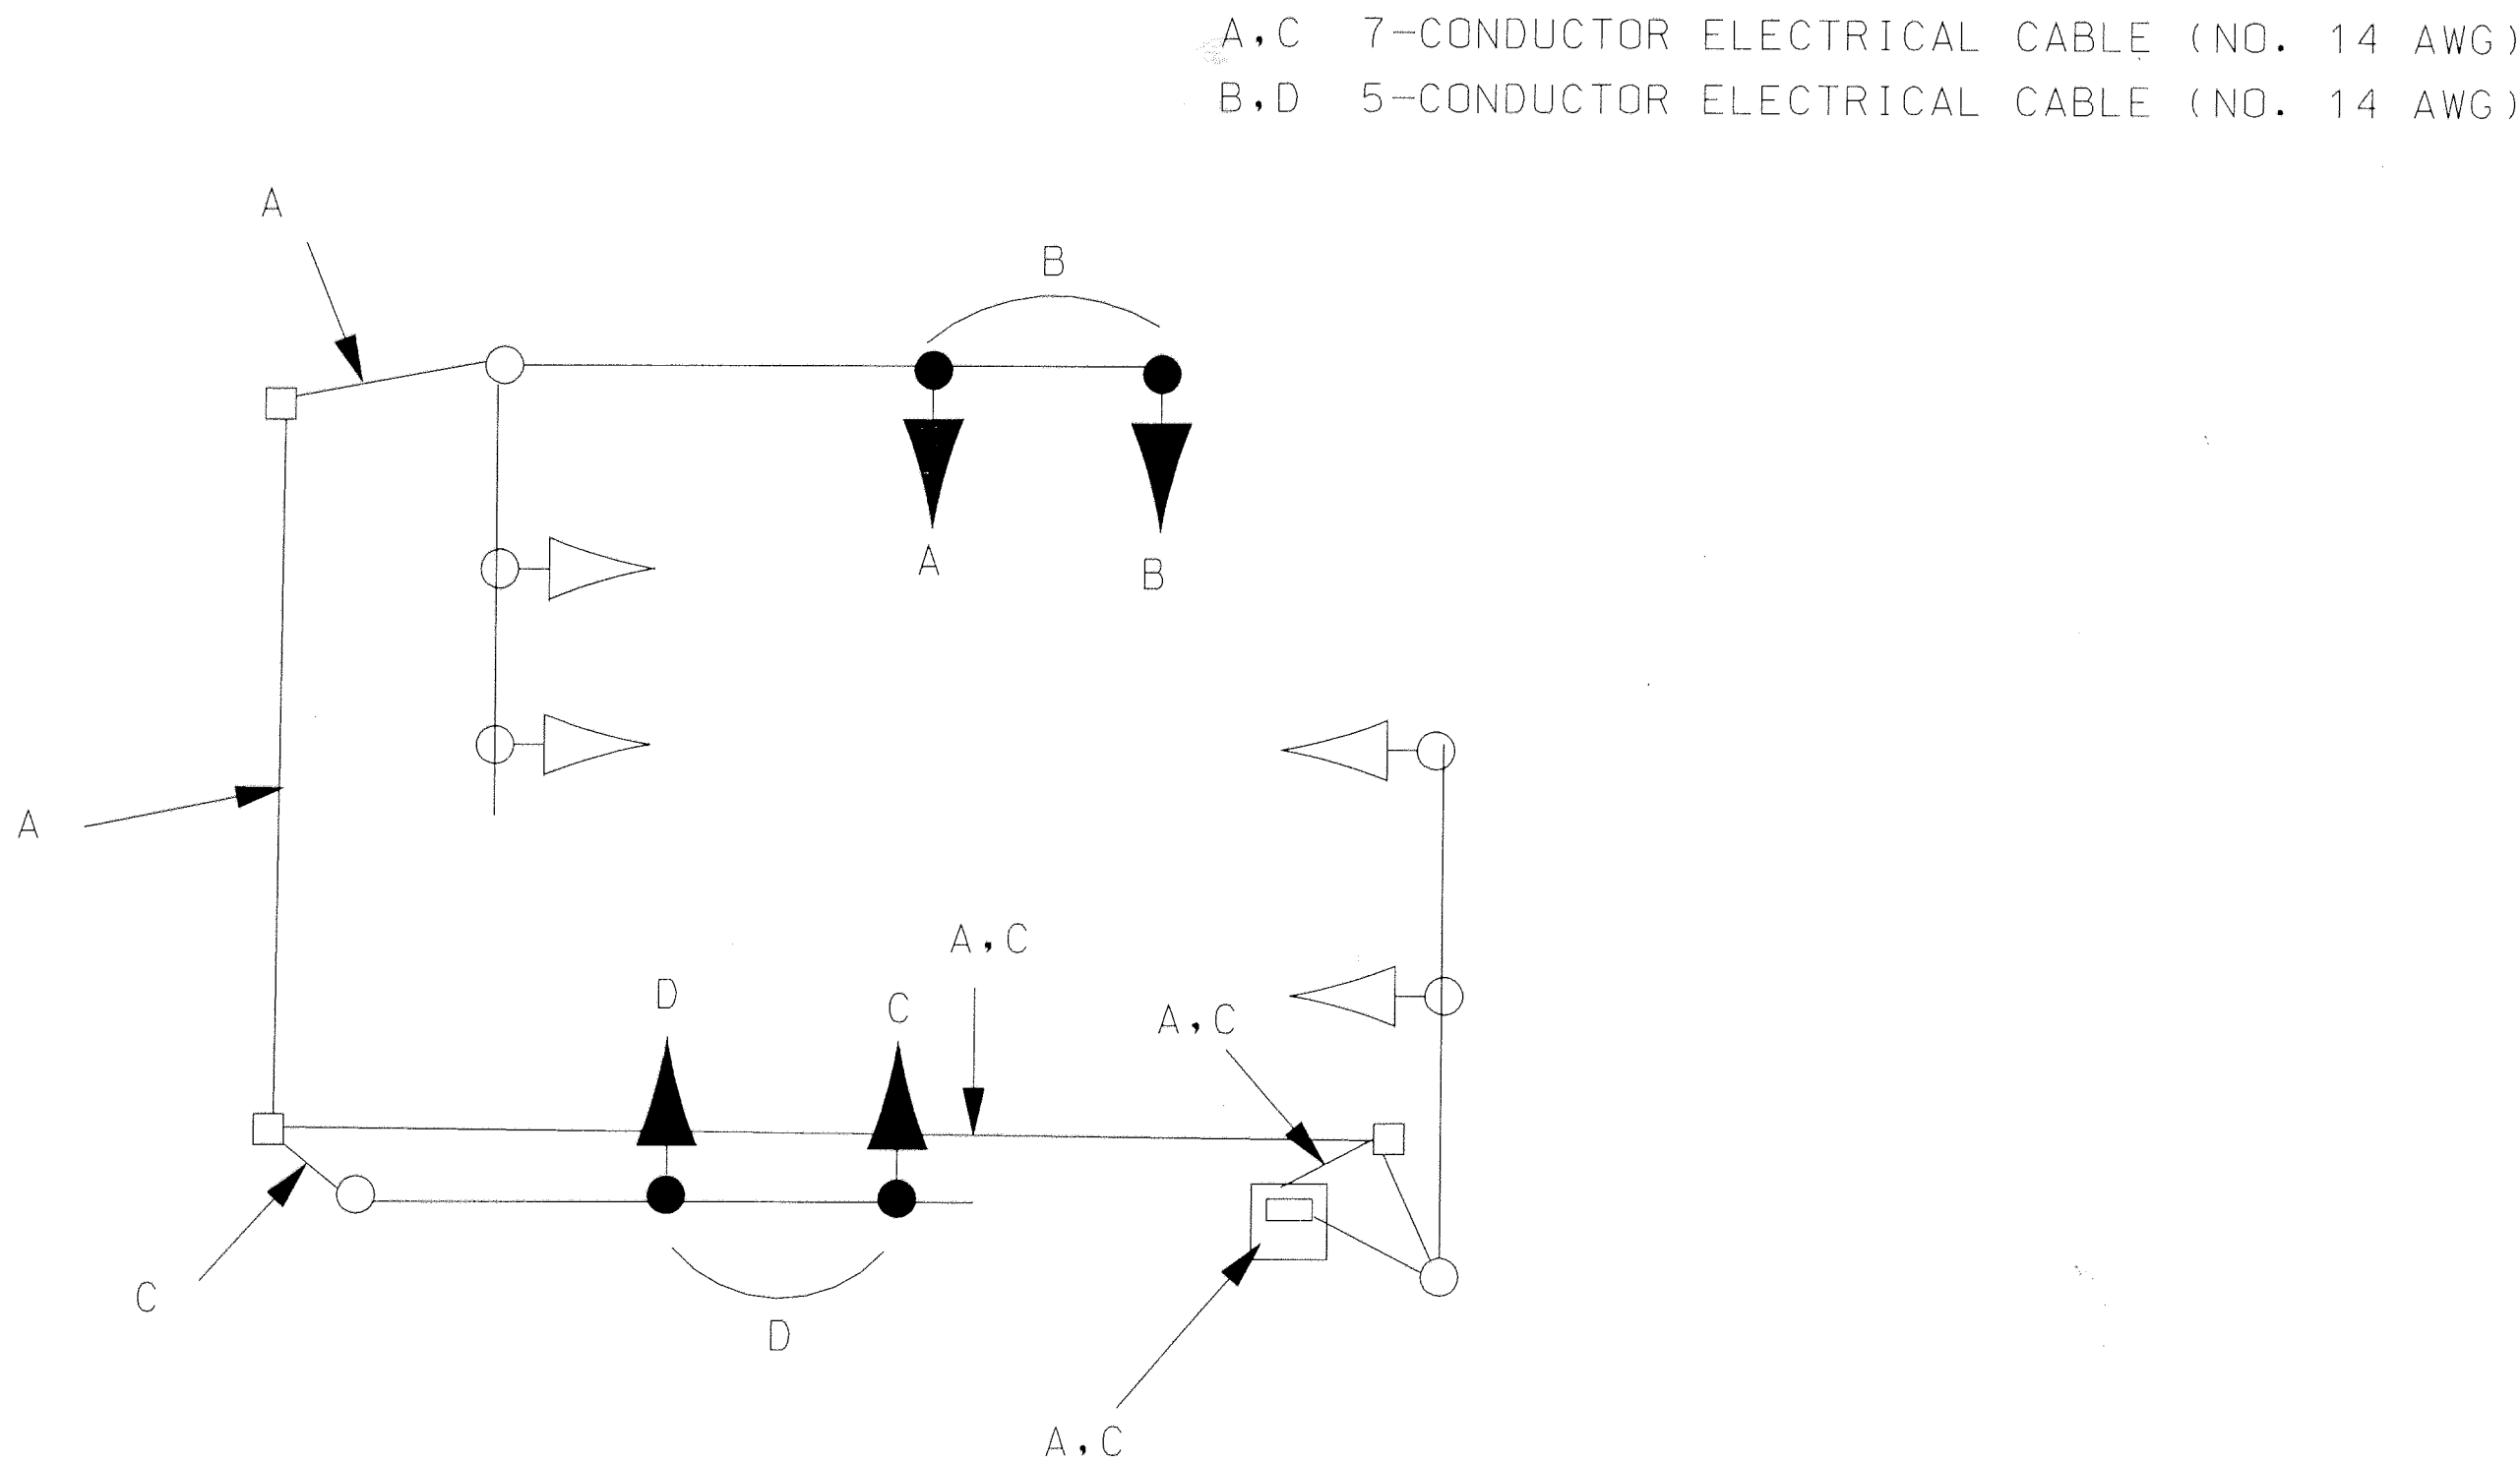 A,C 7-CONDUCTOR ELECTRICAL CABLE (NO. 14 AWG)
B,D 5-CONDUCTOR ELECTRICAL CABLE (NO. 14 AWG)
A
B
A
B
A
A,C
D
C
A,C
C
D
A,C